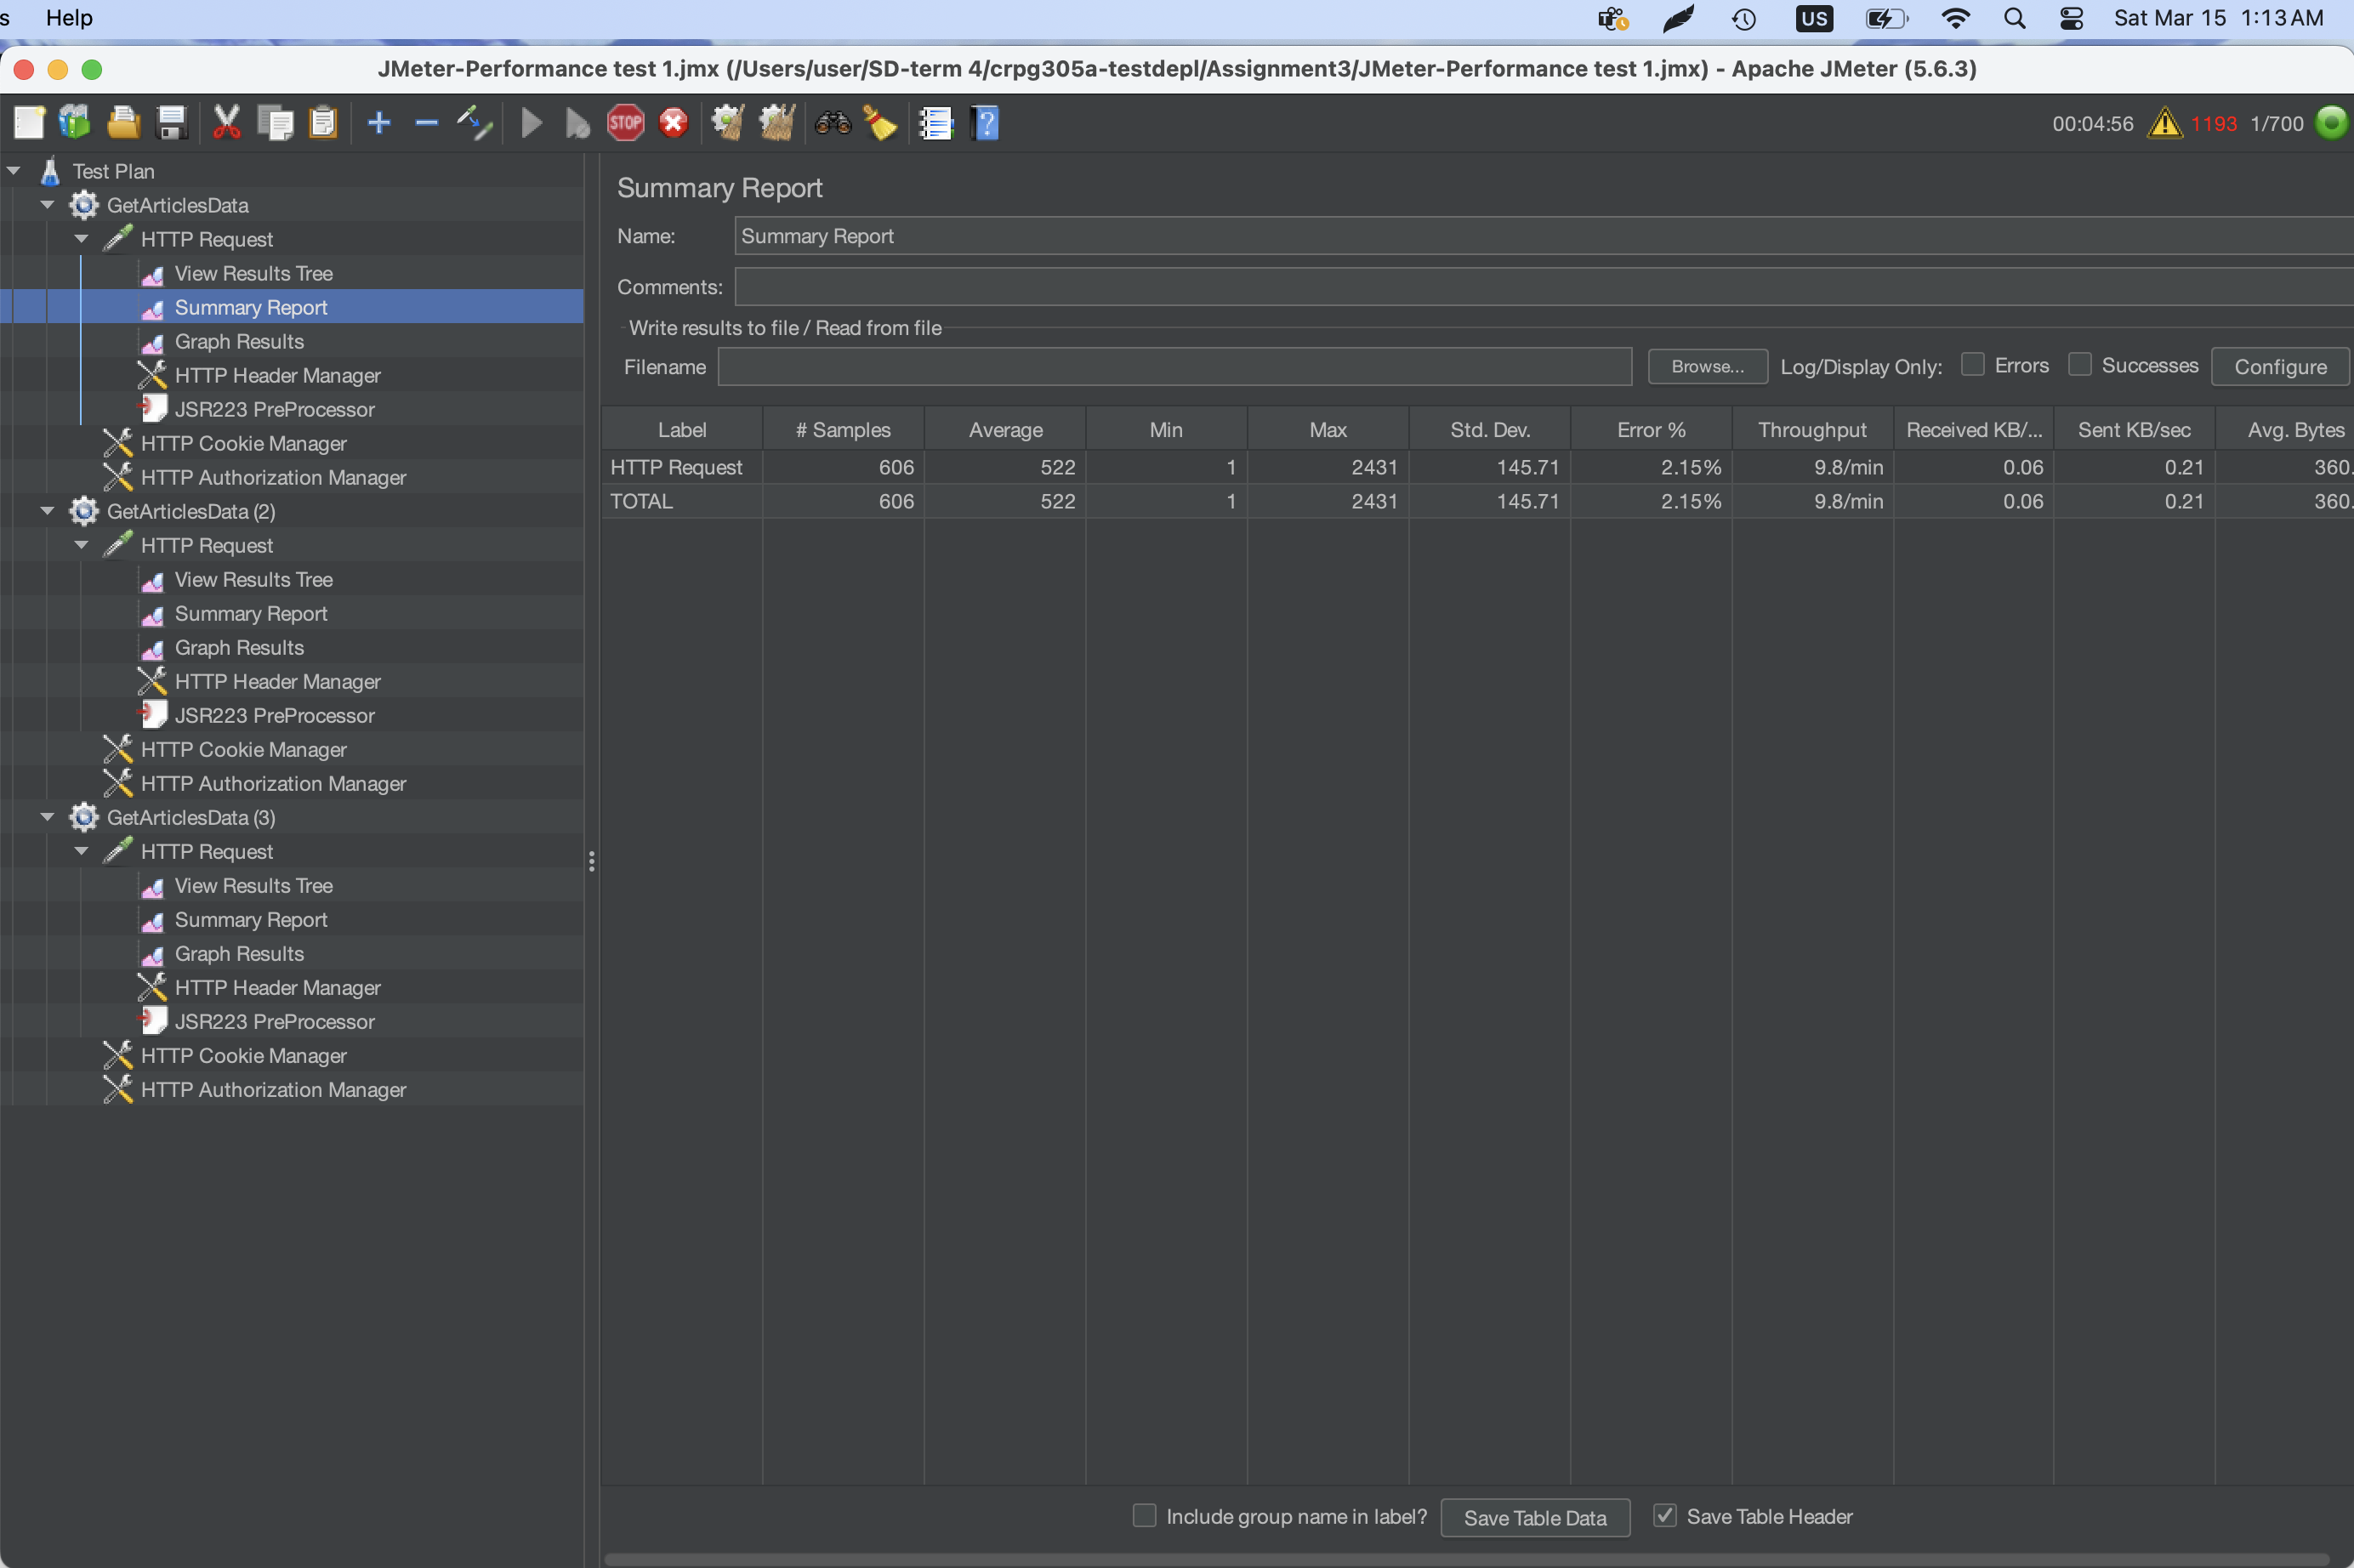 s Help US Sat Mar 15 1:13 AM
JMeter-Performance test 1.jmx (/Users/user/SD-term 4/crpg305a-testdepl/Assignment3/JMeter-Performance test 1.jmx) - Apache JMeter (5.6.3)
STOP 00:04:56 1193 1/700
Test Plan
GetArticlesData
HTTP Request
View Results Tree
Summary Report
Graph Results
HTTP Header Manager
JSR223 PreProcessor
HTTP Cookie Manager
HTTP Authorization Manager
GetArticlesData (2)
HTTP Request
View Results Tree
Summary Report
Graph Results
HTTP Header Manager
JSR223 PreProcessor
HTTP Cookie Manager
HTTP Authorization Manager
GetArticlesData (3)
HTTP Request
View Results Tree
Summary Report
Graph Results
HTTP Header Manager
JSR223 PreProcessor
HTTP Cookie Manager
HTTP Authorization Manager
Summary Report
Name: Summary Report
Comments:
Write results to file / Read from file
Filename Browse... Log/Display Only: Errors Successes Configure
Label # Samples Average Min Max Std. Dev. Error % Throughput Received KB/... Sent KB/sec Avg. Bytes
HTTP Request 606 522 1 2431 145.71 2.15% 9.8/min 0.06 0.21 360.
TOTAL 606 522 1 2431 145.71 2.15% 9.8/min 0.06 0.21 360.
Include group name in label? Save Table Data Save Table Header